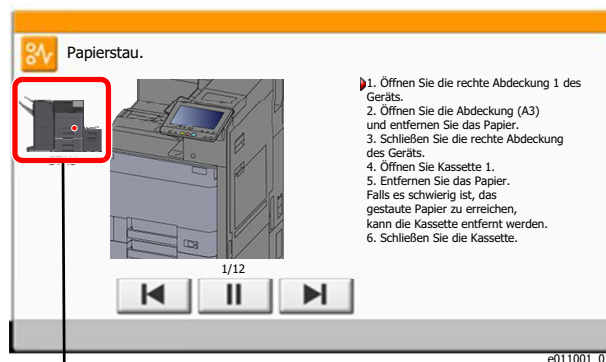 Papierstau.
1. Öffnen Sie die rechte Abdeckung 1 des
Geräts.
2. Öffnen Sie die Abdeckung (A3)
und entfernen Sie das Papier.
3. Schließen Sie die rechte Abdeckung
des Geräts.
4. Öffnen Sie Kassette 1.
5. Entfernen Sie das Papier.
Falls es schwierig ist, das
gestaute Papier zu erreichen,
kann die Kassette entfernt werden.
6. Schließen Sie die Kassette.
1/12
e011001_0